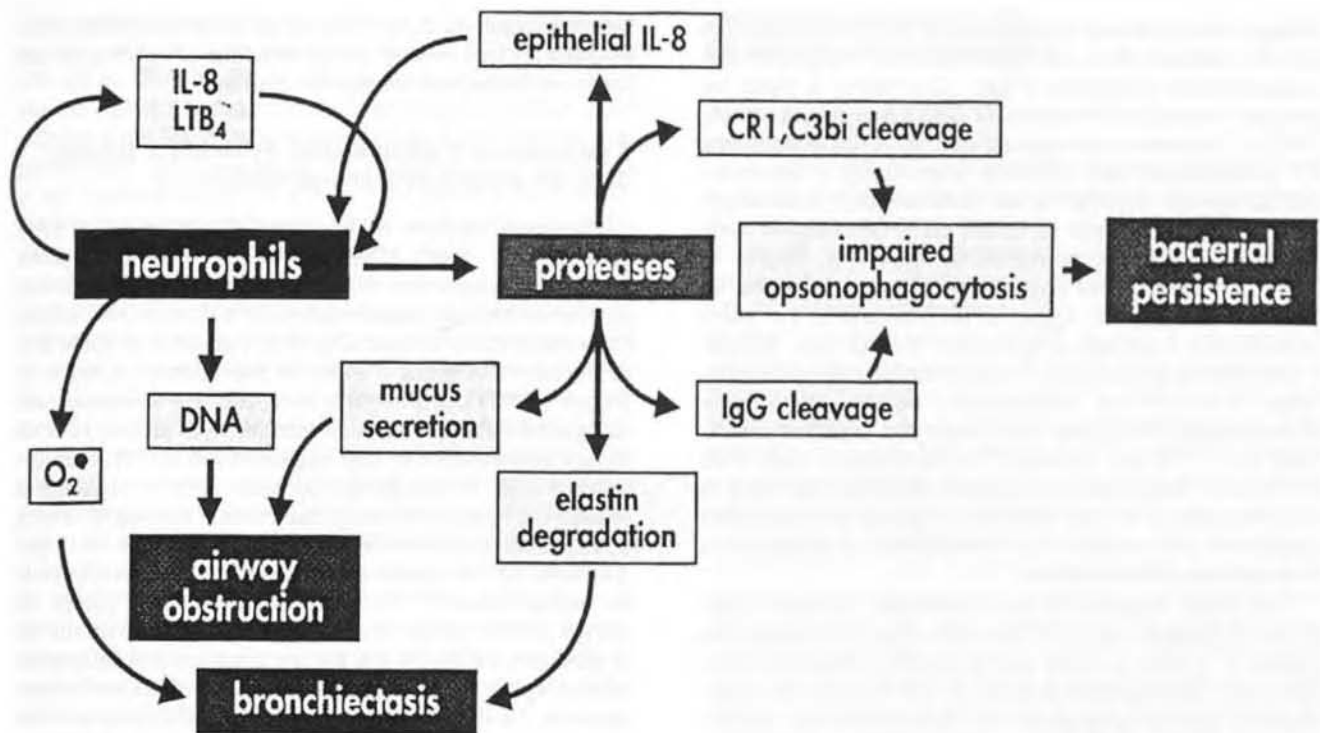 epithelial IL-8
IL-8
LTB4
CR1,C3bi cleavage
neutrophils
proteases
impaired
opsonophagocytosis
bacterial
persistence
mucus
secretion
IgG cleavage
DNA
O2•
elastin
degradation
airway
obstruction
bronchiectasis